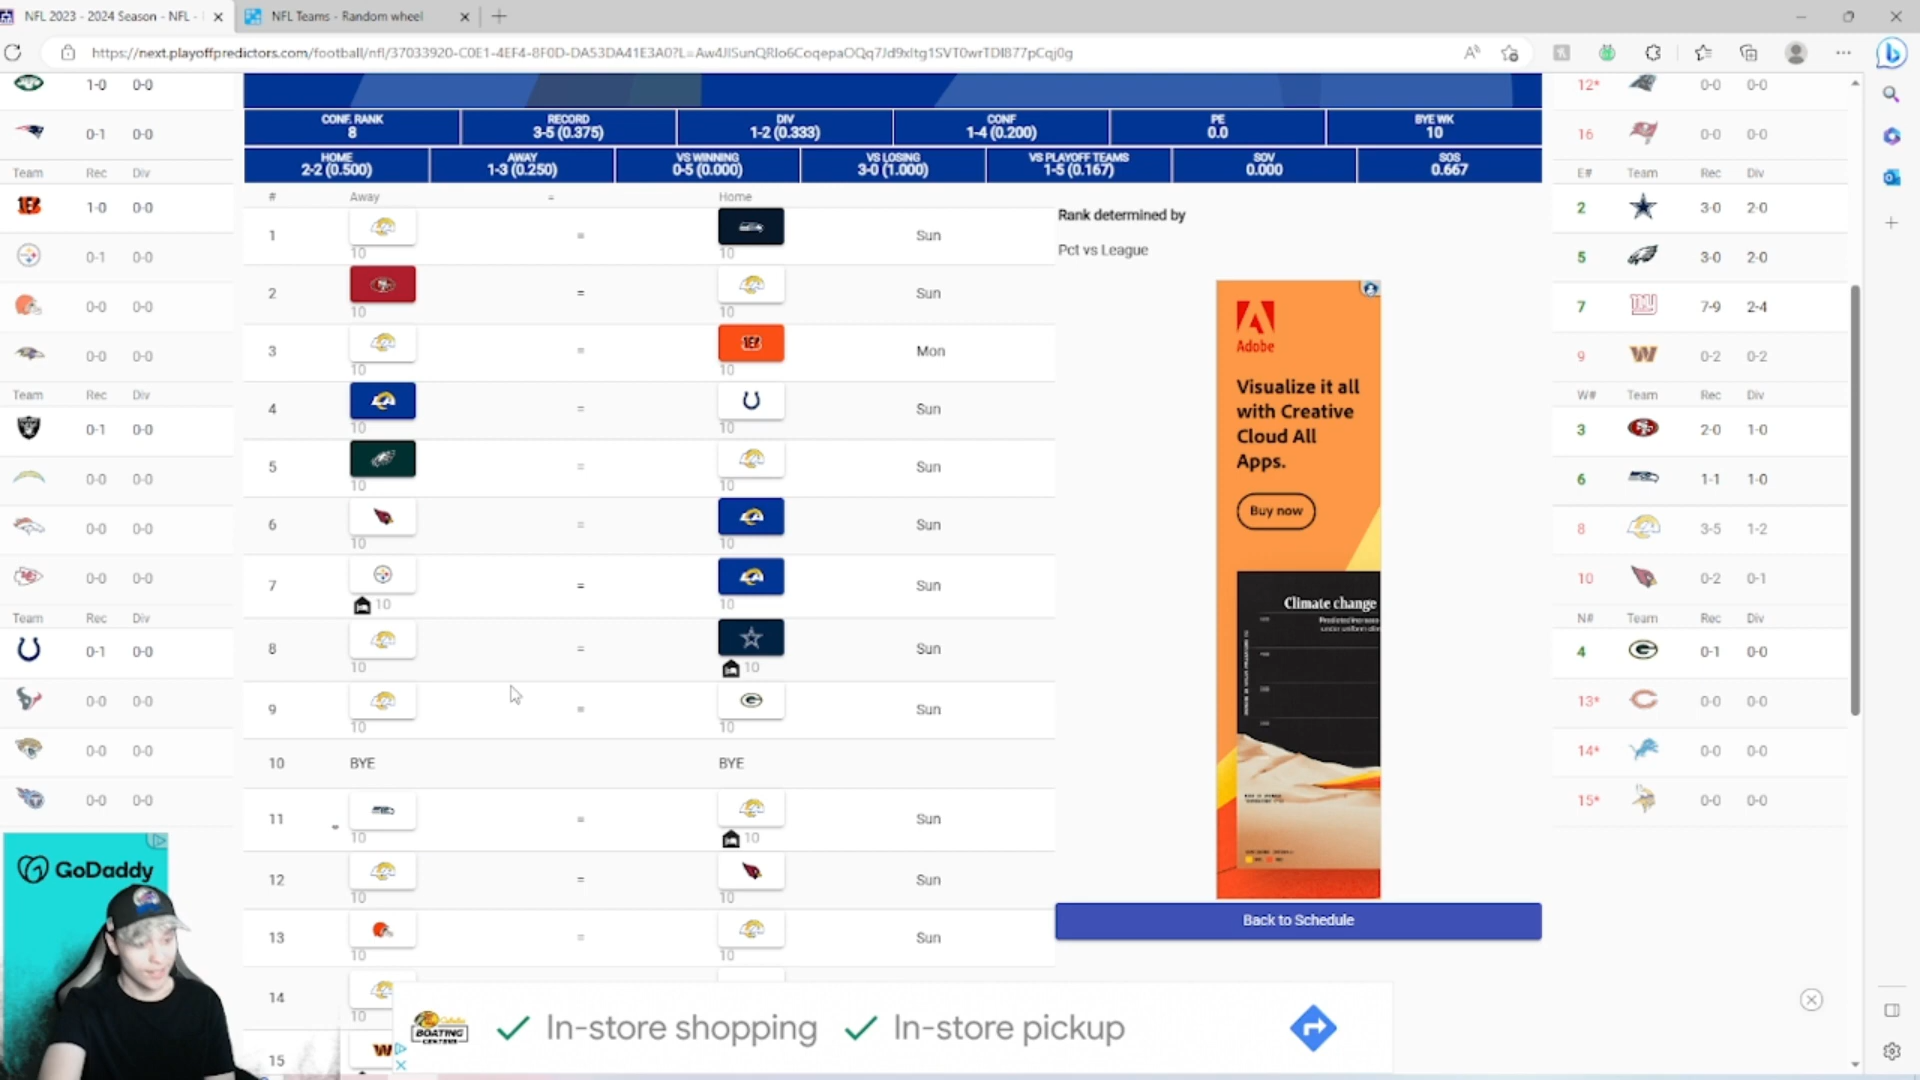 NFL 2023 - 2024 Season - NFL -
NFL Teams - Random wheel
https://next.playoffpredictors.com/football/nfl/37033920-C0E1-4EF4-8F0D-DA53DA41E3A0?L=Aw4JlSunQRlo6CoqepaOQq7Jd9xltg1SVT0wrTDl877pCqj0g
1-0 0-0
0-1 0-0
Team Rec Div
1-0 0-0
0-1 0-0
0-0 0-0
0-0 0-0
Team Rec Div
0-1 0-0
0-0 0-0
0-0 0-0
0-0 0-0
Team Rec Div
0-1 0-0
0-0 0-0
0-0 0-0
0-0 0-0
GoDaddy
CONF. RANK
8
RECORD
3-5 (0.375)
DIV
1-2 (0.333)
CONF
1-4 (0.200)
PE
0.0
BYE WK
10
HOME
2-2 (0.500)
AWAY
1-3 (0.250)
VS WINNING
0-5 (0.000)
VS LOSING
3-0 (1.000)
VS PLAYOFF TEAMS
1-5 (0.167)
SOV
0.000
SOS
0.667
# Away = Home
1 = Sun
10 10
2 = Sun
10 10
3 = Mon
10 10
4 = Sun
10 10
5 = Sun
10 10
6 = Sun
10 10
7 = Sun
10 10
8 = Sun
10 10
9 = Sun
10 10
10 BYE BYE
11 = Sun
10 10
12 = Sun
10 10
13 = Sun
10 10
14
10
15
Rank determined by
Pct vs League
Adobe
Visualize it all
with Creative
Cloud All
Apps.
Buy now
Climate change
Back to Schedule
BOATING
CENTERS
In-store shopping In-store pickup
12* 0-0 0-0
16 0-0 0-0
E# Team Rec Div
2 3-0 2-0
5 3-0 2-0
7 7-9 2-4
9 0-2 0-2
W# Team Rec Div
3 2-0 1-0
6 1-1 1-0
8 3-5 1-2
10 0-2 0-1
N# Team Rec Div
4 0-1 0-0
13* 0-0 0-0
14* 0-0 0-0
15* 0-0 0-0